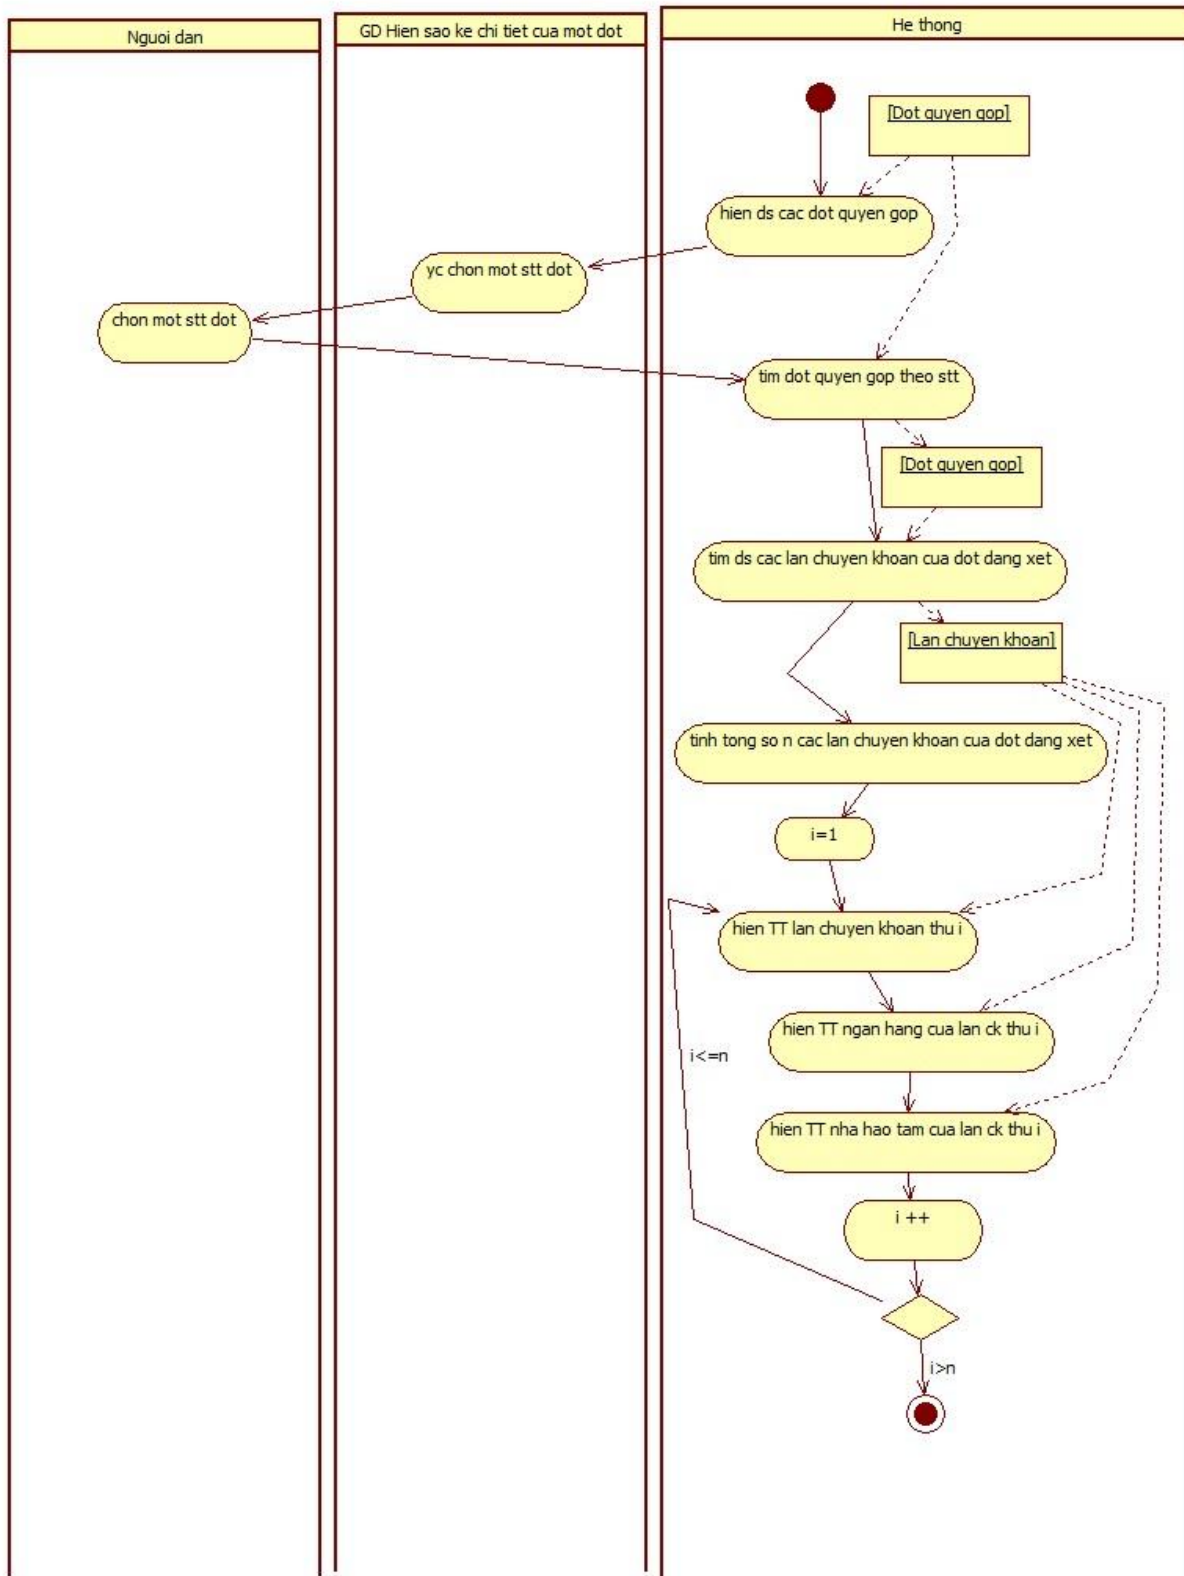 Nguoi dan
GD Hien sao ke chi tiet cua mot dot
He thong
[Dot quyen gop]
hien ds cac dot quyen gop
yc chon mot stt dot
chon mot stt dot
tim dot quyen gop theo stt
[Dot quyen gop]
tim ds cac lan chuyen khoan cua dot dang xet
[Lan chuyen khoan]
tinh tong so n cac lan chuyen khoan cua dot dang xet
i=1
hien TT lan chuyen khoan thu i
hien TT ngan hang cua lan ck thu i
i<=n
hien TT nha hao tam cua lan ck thu i
i ++
i>n